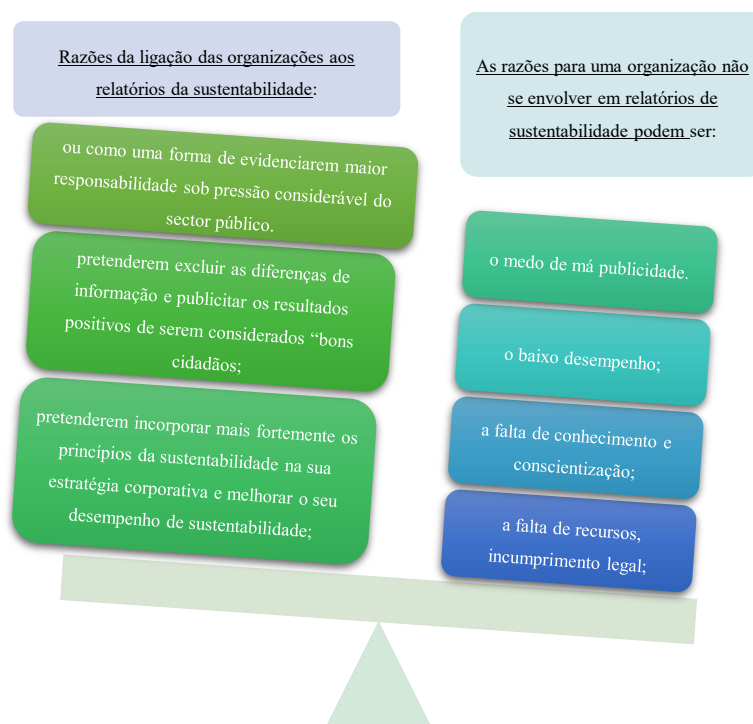 Razões da ligação das organizações aos
relatórios da sustentabilidade:
ou como uma forma de evidenciarem maior
responsabilidade sob pressão considerável do
sector público.
pretenderem excluir as diferenças de
informação e publicitar os resultados
positivos de serem considerados “bons
cidadãos;
pretenderem incorporar mais fortemente os
princípios da sustentabilidade na sua
estratégia corporativa e melhorar o seu
desempenho de sustentabilidade;
As razões para uma organização não
se envolver em relatórios de
sustentabilidade podem ser:
o medo de má publicidade.
o baixo desempenho;
a falta de conhecimento e
conscientização;
a falta de recursos,
incumprimento legal;